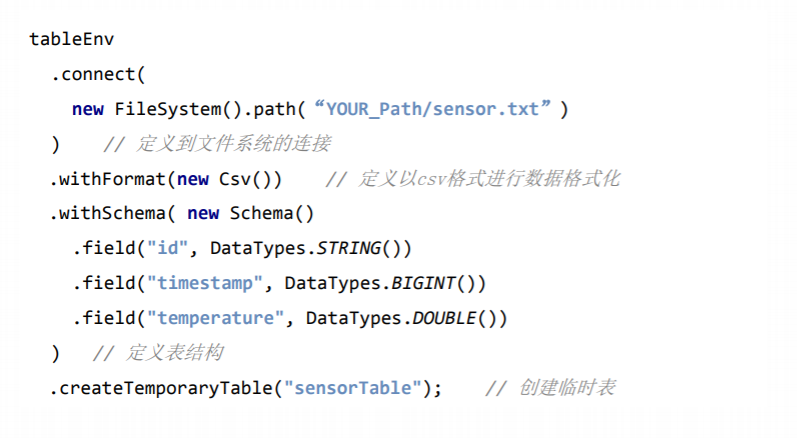 tableEnv
.connect(
new FileSystem().path(“YOUR_Path/sensor.txt”)
) // 定义到文件系统的连接
.withFormat(new Csv()) // 定义以csv格式进行数据格式化
.withSchema( new Schema()
.field("id", DataTypes.STRING())
.field("timestamp", DataTypes.BIGINT())
.field("temperature", DataTypes.DOUBLE())
) // 定义表结构
.createTemporaryTable("sensorTable"); // 创建临时表